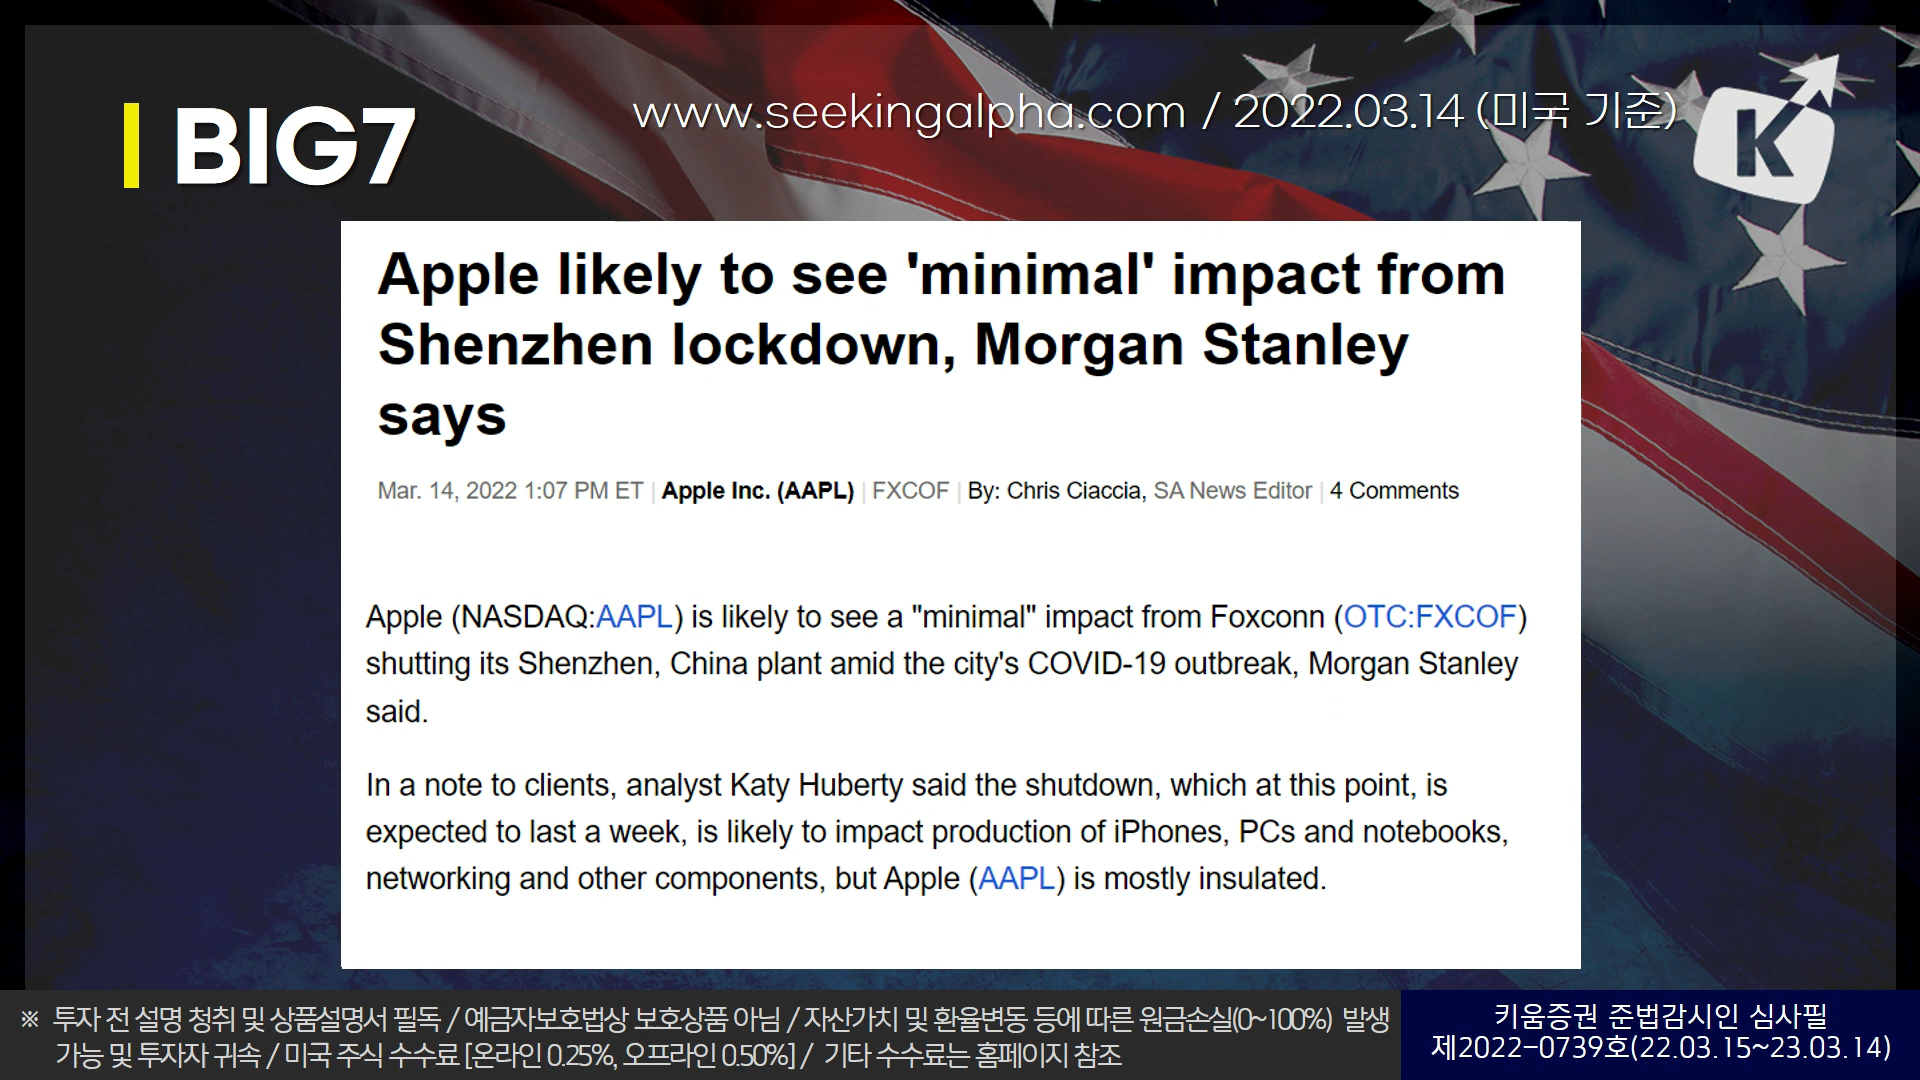 BIG7
www.seekingalpha.com / 2022.03.14 (미국 기준)
K
Apple likely to see 'minimal' impact from
Shenzhen lockdown, Morgan Stanley
says
Mar. 14, 2022 1:07 PM ET | Apple Inc. (AAPL) | FXCOF | By: Chris Ciaccia, SA News Editor | 4 Comments
Apple (NASDAQ:AAPL) is likely to see a "minimal" impact from Foxconn (OTC:FXCOF)
shutting its Shenzhen, China plant amid the city's COVID-19 outbreak, Morgan Stanley
said.
In a note to clients, analyst Katy Huberty said the shutdown, which at this point, is
expected to last a week, is likely to impact production of iPhones, PCs and notebooks,
networking and other components, but Apple (AAPL) is mostly insulated.
※ 투자 전 설명 청취 및 상품설명서 필독 / 예금자보호법상 보호상품 아님 / 자산가치 및 환율변동 등에 따른 원금손실(0~100%) 발생
가능 및 투자자 귀속 / 미국 주식 수수료 [온라인 0.25%, 오프라인 0.50%] / 기타 수수료는 홈페이지 참조
키움증권 준법감시인 심사필
제2022-0739호(22.03.15~23.03.14)